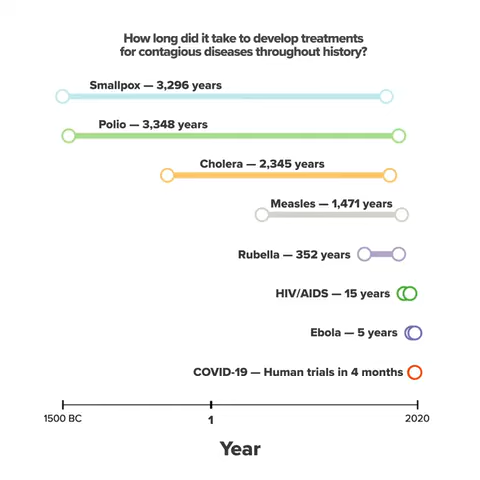 How long did it take to develop treatments
for contagious diseases throughout history?
Smallpox — 3,296 years
Polio — 3,348 years
Cholera — 2,345 years
Measles — 1,471 years
Rubella — 352 years
HIV/AIDS — 15 years
Ebola — 5 years
COVID-19 — Human trials in 4 months
1500 BC
1
2020
Year